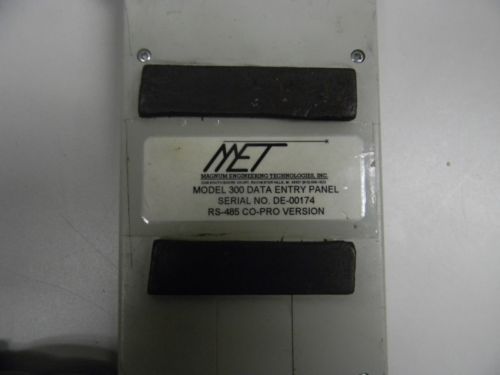 MET
MAGNUM ENGINEERING TECHNOLOGIES, INC.
MODEL 300 DATA ENTRY PANEL
SERIAL NO. DE-00174
RS-485 CO-PRO VERSION